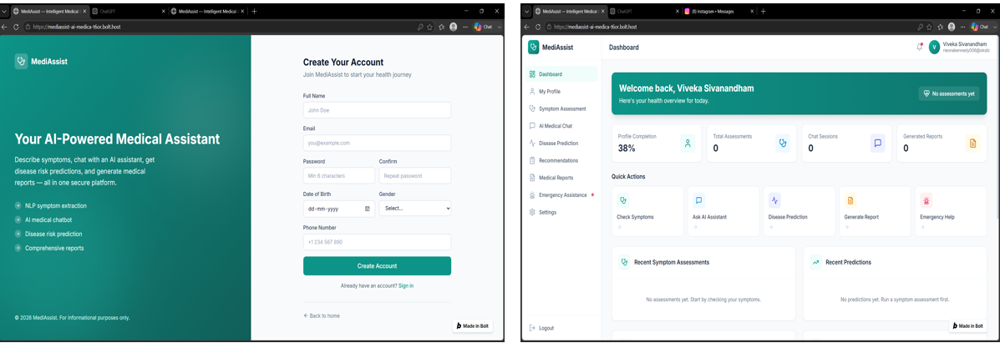 MediAssist — Intelligent Medical
ChatGPT
MediAssist — Intelligent Medical
https://mediassist-ai-medica-t6ior.bolt.host
Chat
MediAssist
Your AI-Powered Medical Assistant
Describe symptoms, chat with an AI assistant, get
disease risk predictions, and generate medical
reports — all in one secure platform.
NLP symptom extraction
AI medical chatbot
Disease risk prediction
Comprehensive reports
© 2026 MediAssist. For informational purposes only.
Create Your Account
Join MediAssist to start your health journey
Full Name
John Doe
Email
you@example.com
Password Confirm
Min 6 characters Repeat password
Date of Birth Gender
dd-mm-yyyy Select...
Phone Number
+1 234 567 890
Create Account
Already have an account? Sign in
← Back to home
b Made in Bolt
MediAssist — Intelligent Medical
ChatGPT
(8) Instagram • Messages
https://mediassist-ai-medica-t6ior.bolt.host
Chat
MediAssist
Dashboard
My Profile
Symptom Assessment
AI Medical Chat
Disease Prediction
Recommendations
Medical Reports
Emergency Assistance
Settings
Logout
Dashboard
V
Viveka Sivanandham
Welcome back, Viveka Sivanandham
Here's your health overview for today.
No assessments yet
Profile Completion
38%
Total Assessments
0
Chat Sessions
0
Generated Reports
0
Quick Actions
Check Symptoms
Ask AI Assistant
Disease Prediction
Generate Report
Emergency Help
Recent Symptom Assessments
No assessments yet. Start by checking your symptoms.
Recent Predictions
No predictions yet. Run a symptom assessment first.
b Made in Bolt